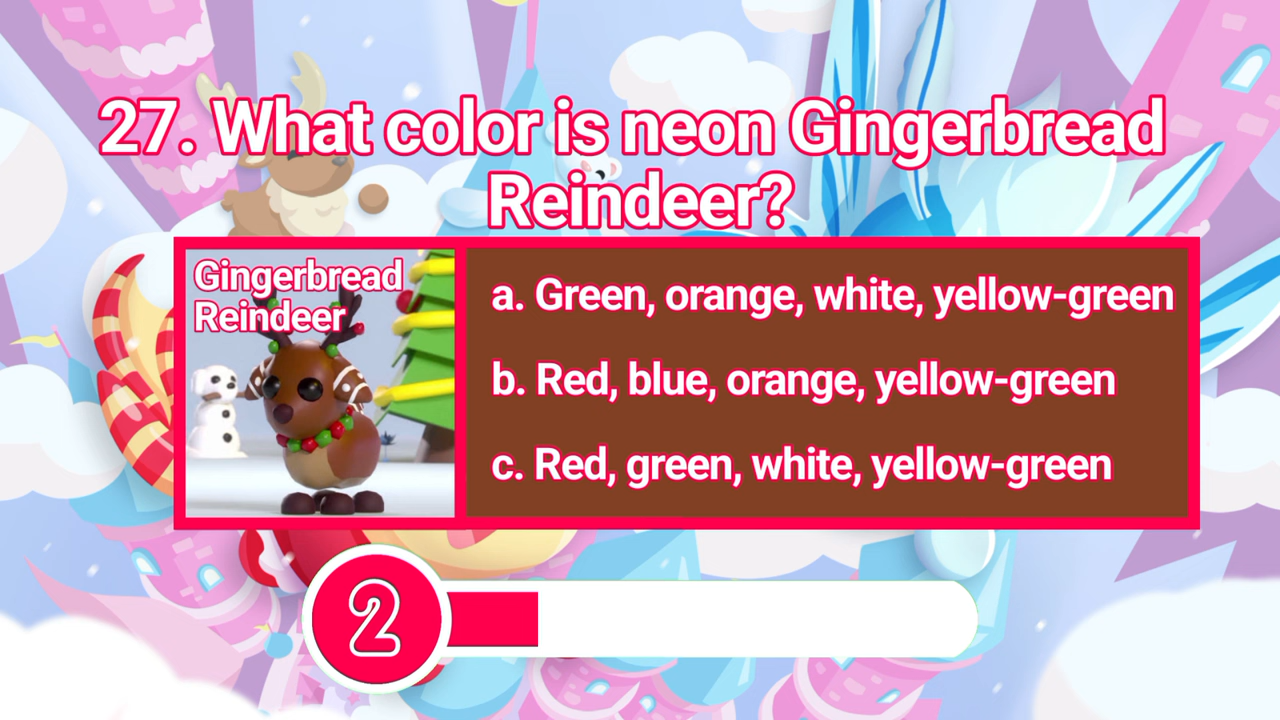 27. What color is neon Gingerbread
Reindeer?
Gingerbread
Reindeer
a. Green, orange, white, yellow-green
b. Red, blue, orange, yellow-green
c. Red, green, white, yellow-green
2